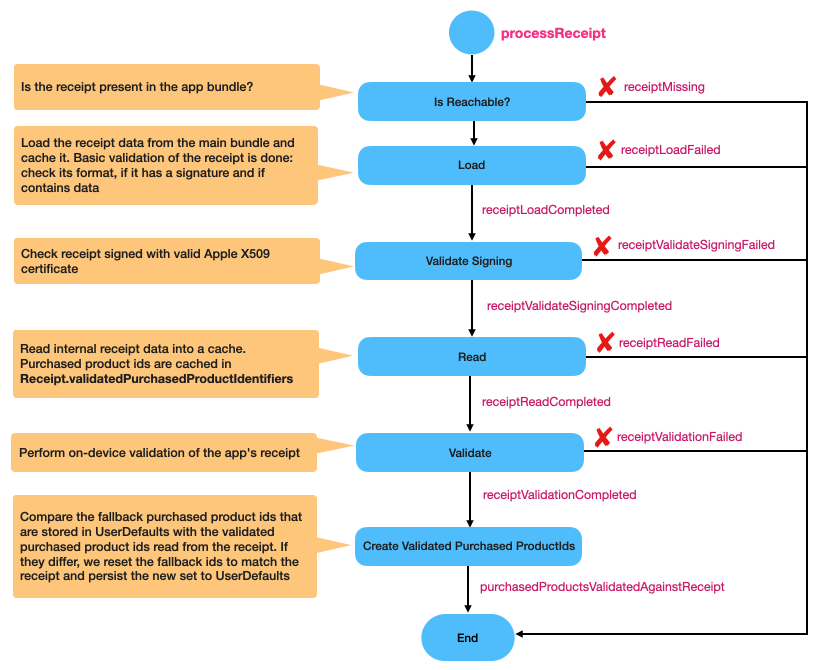 processReceipt
Is the receipt present in the app bundle?
Is Reachable?
receiptMissing
Load the receipt data from the main bundle and
cache it. Basic validation of the receipt is done:
check its format, if it has a signature and if
contains data
Load
receiptLoadFailed
receiptLoadCompleted
Check receipt signed with valid Apple X509
certificate
Validate Signing
receiptValidateSigningFailed
receiptValidateSigningCompleted
Read internal receipt data into a cache.
Purchased product ids are cached in
Receipt.validatedPurchasedProductIdentifiers
Read
receiptReadFailed
receiptReadCompleted
Perform on-device validation of the app's receipt
Validate
receiptValidationFailed
receiptValidationCompleted
Compare the fallback purchased product ids that
are stored in UserDefaults with the validated
purchased product ids read from the receipt. If
they differ, we reset the fallback ids to match the
receipt and persist the new set to UserDefaults
Create Validated Purchased ProductIds
purchasedProductsValidatedAgainstReceipt
End